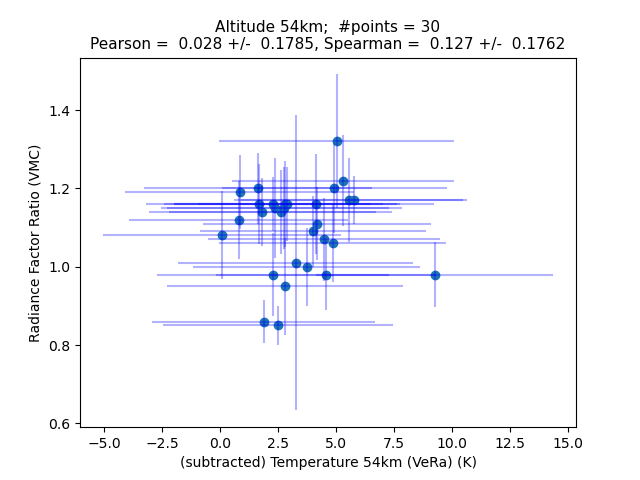 Altitude 54km;  #points = 30
Pearson =  0.028 +/-  0.1785, Spearman =  0.127 +/-  0.1762
Radiance Factor Ratio (VMC)
1.4
1.2
1.0
0.8
0.6
−5.0 −2.5 0.0 2.5 5.0 7.5 10.0 12.5 15.0
(subtracted) Temperature 54km (VeRa) (K)